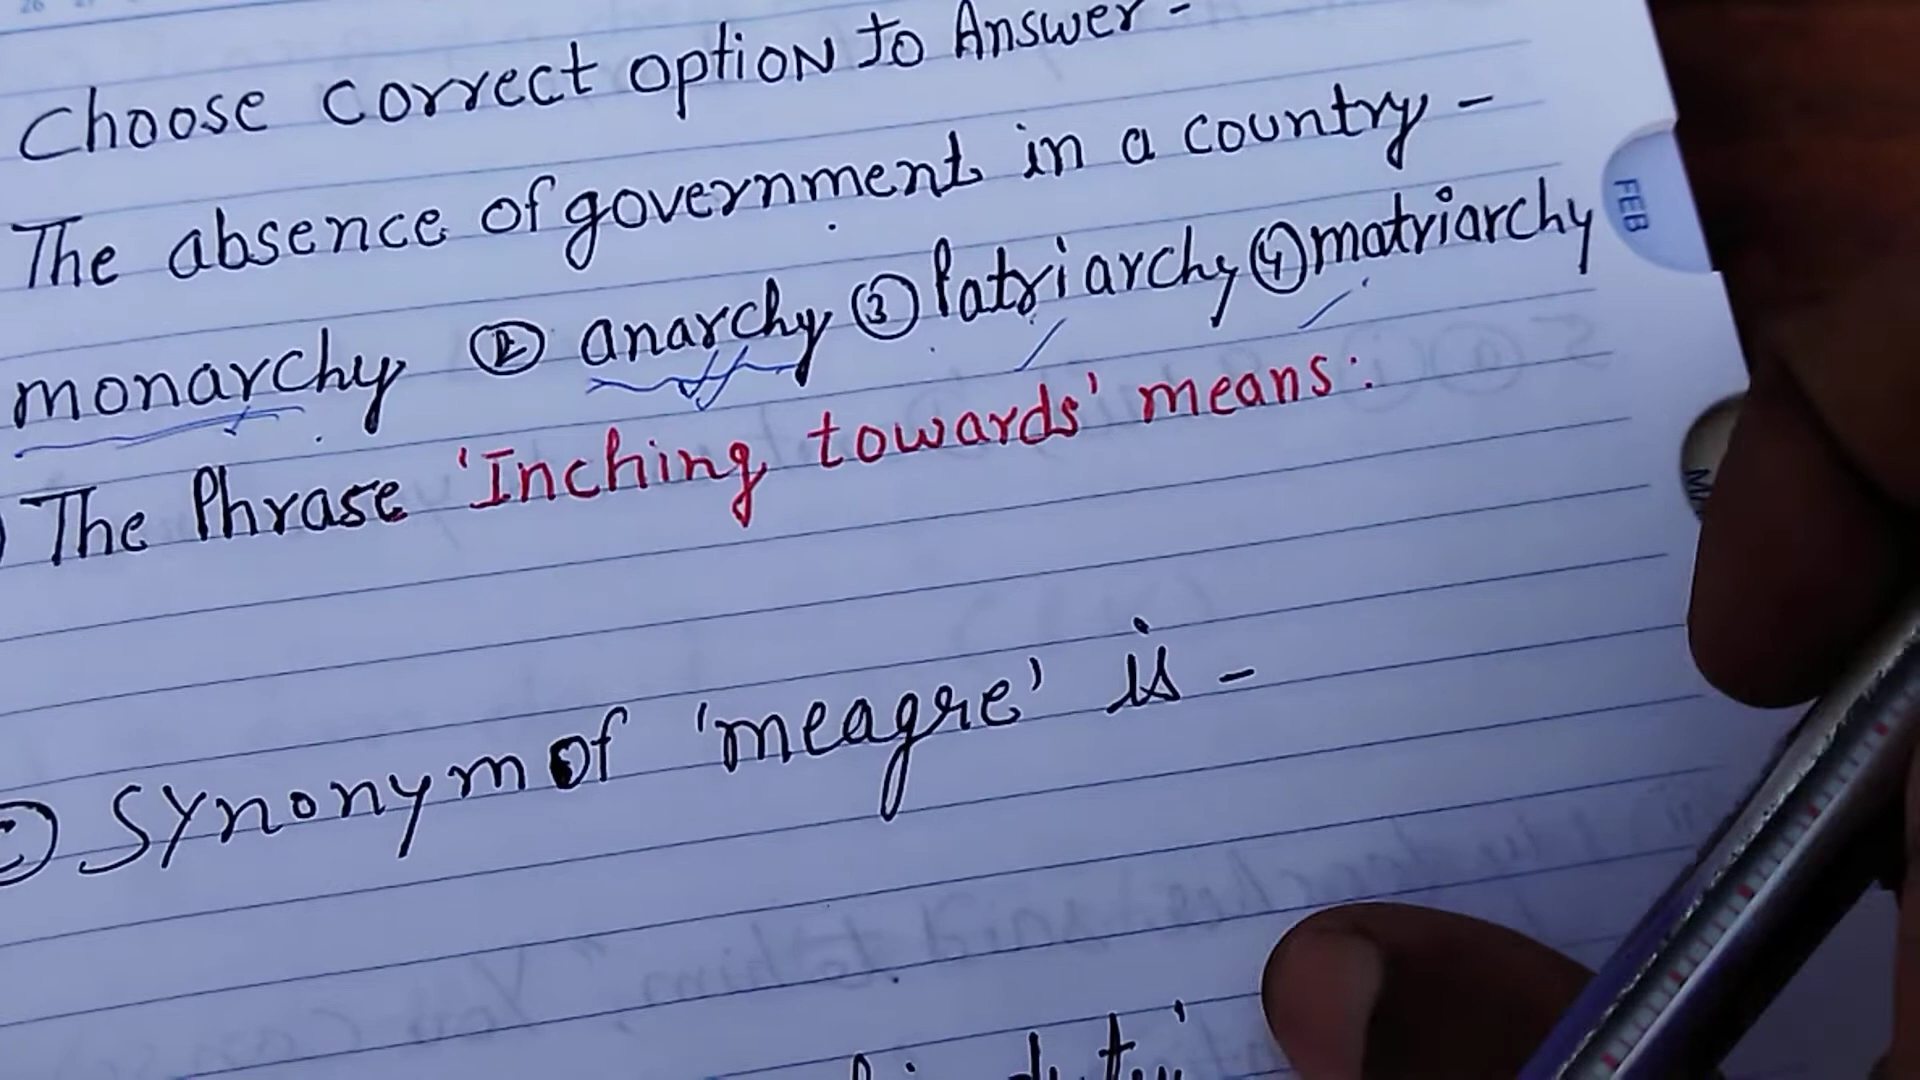 Choose correct option to Answer -
The absence of government in a country -
monarchy ② anarchy ③ Patriarchy ④ matriarchy
The Phrase 'Inching towards' means:
Synonym of 'meagre' is -
FEB